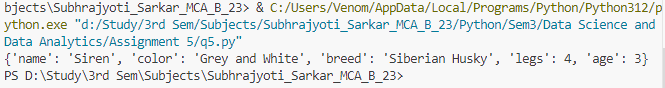 bjects\Subhrajyoti_Sarkar_MCA_B_23> & C:/Users/Venom/AppData/Local/Programs/Python/Python312/p
ython.exe "d:/Study/3rd Sem/Subjects/Subhrajyoti_Sarkar_MCA_B_23/Python/Sem3/Data Science and
Data Analytics/Assignment 5/q5.py"
{'name': 'Siren', 'color': 'Grey and White', 'breed': 'Siberian Husky', 'legs': 4, 'age': 3}
PS D:\Study\3rd Sem\Subjects\Subhrajyoti_Sarkar_MCA_B_23>